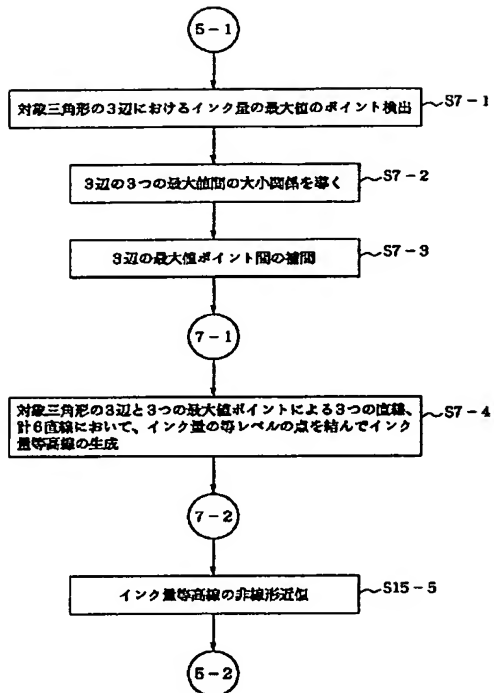 5-1
対象三角形の3辺におけるインク量の最大値のポイント検出
S7-1
3辺の3つの最大値間の大小関係を導く
S7-2
3辺の最大値ポイント間の補間
S7-3
7-1
対象三角形の3辺と3つの最大値ポイントによる3つの直線、
計6直線において、インク量の等レベルの点を結んでインク
量等高線の生成
S7-4
7-2
インク量等高線の非線形近似
S15-5
5-2